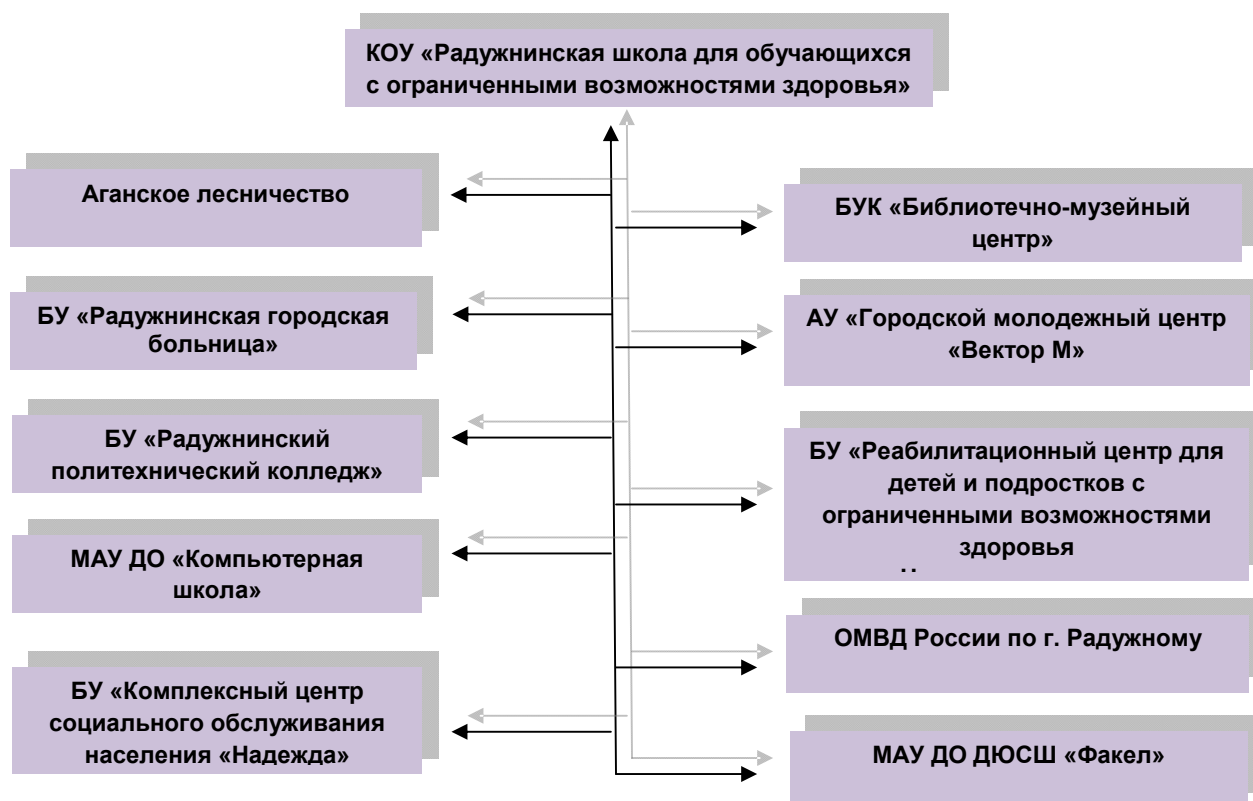 КОУ «Радужнинская школа для обучающихся
с ограниченными возможностями здоровья»
Аганское лесничество
БУ «Радужнинская городская
больница»
БУ «Радужнинский
политехнический колледж»
МАУ ДО «Компьютерная
школа»
БУ «Комплексный центр
социального обслуживания
населения «Надежда»
БУК «Библиотечно-музейный
центр»
АУ «Городской молодежный центр
«Вектор М»
БУ «Реабилитационный центр для
детей и подростков с
ограниченными возможностями
здоровья
ОМВД России по г. Радужному
МАУ ДО ДЮСШ «Факел»